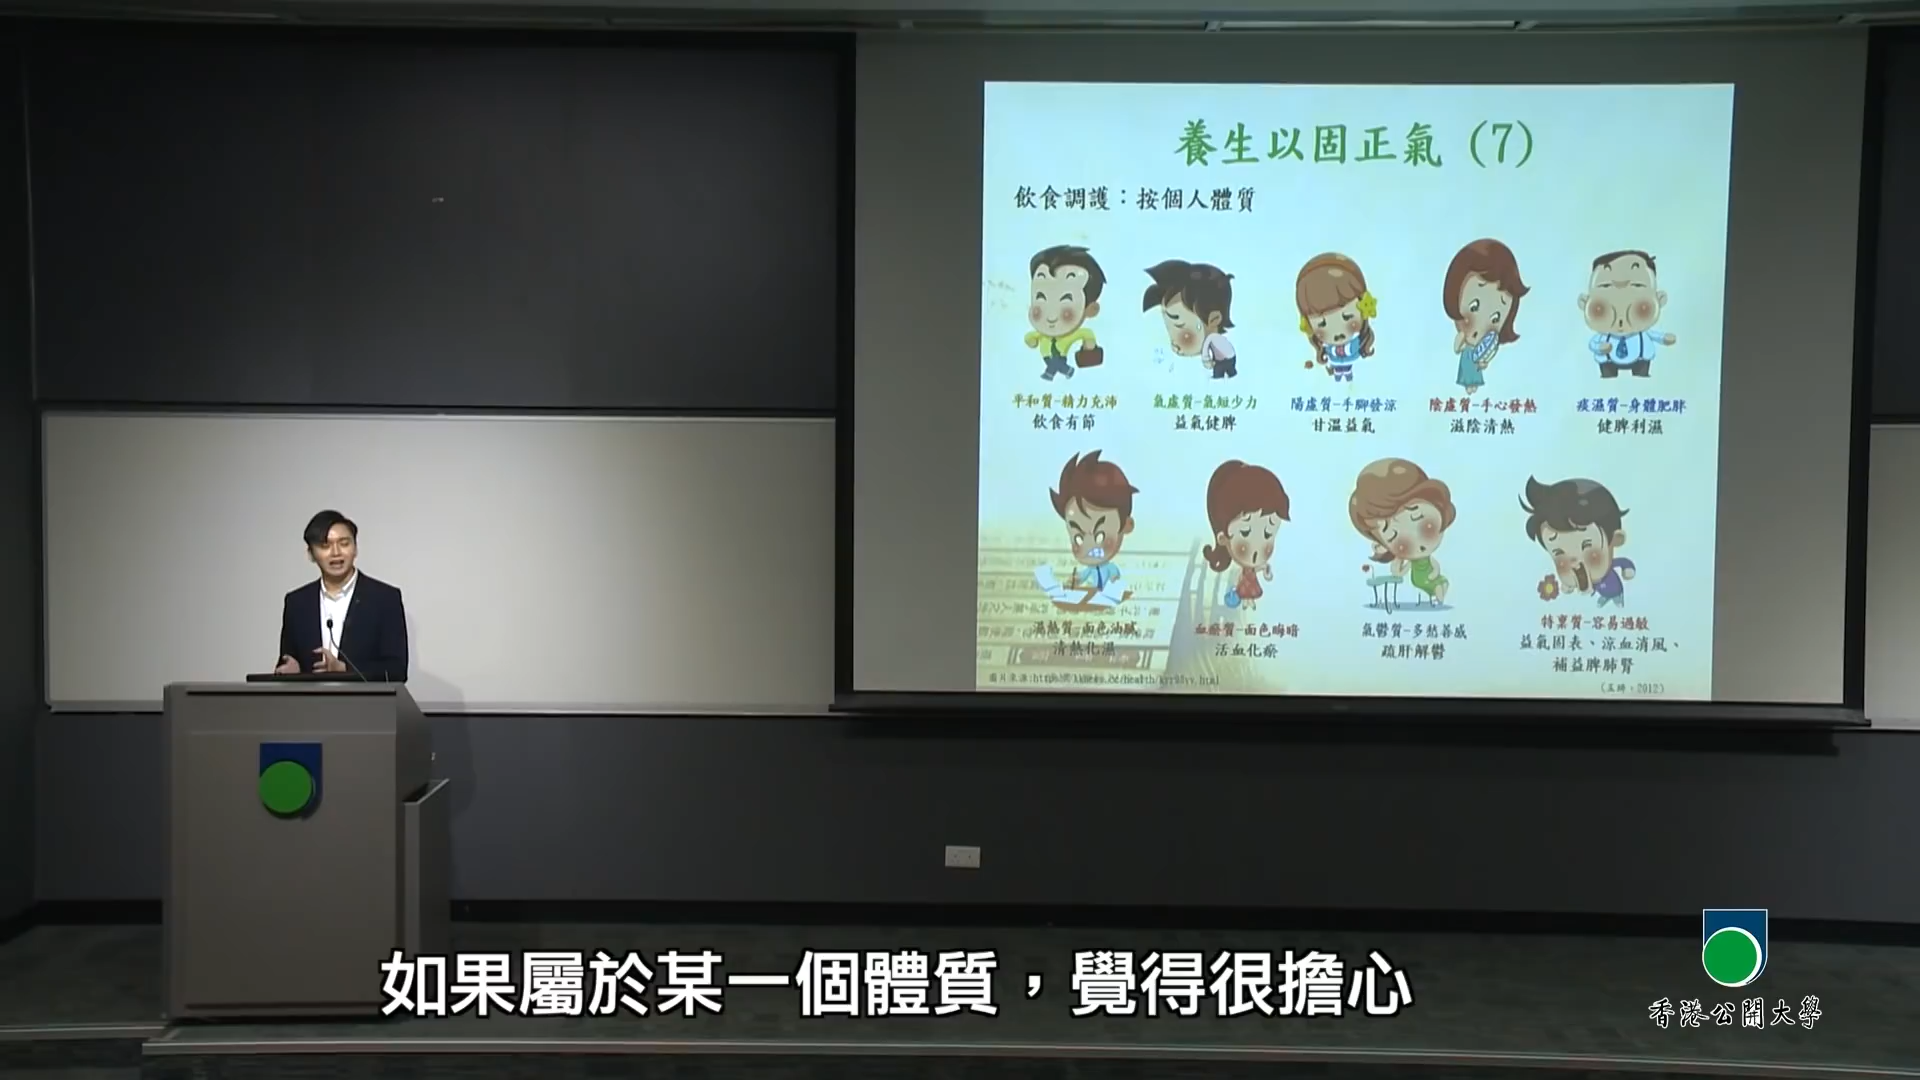 養生以固正氣 (7)
飲食調護：按個人體質
平和質-精力充沛
飲食有節
氣虛質-氣短少力
益氣健脾
陽虛質-手腳發涼
甘溫益氣
陰虛質-手心發熱
滋陰清熱
痰濕質-身體肥胖
健脾利濕
濕熱質-面色油膩
清熱化濕
血瘀質-面色晦暗
活血化瘀
氣鬱質-多愁善感
疏肝解鬱
特稟質-容易過敏
益氣固表、涼血消風、
補益脾肺腎
如果屬於某一個體質，覺得很擔心
香港公開大學